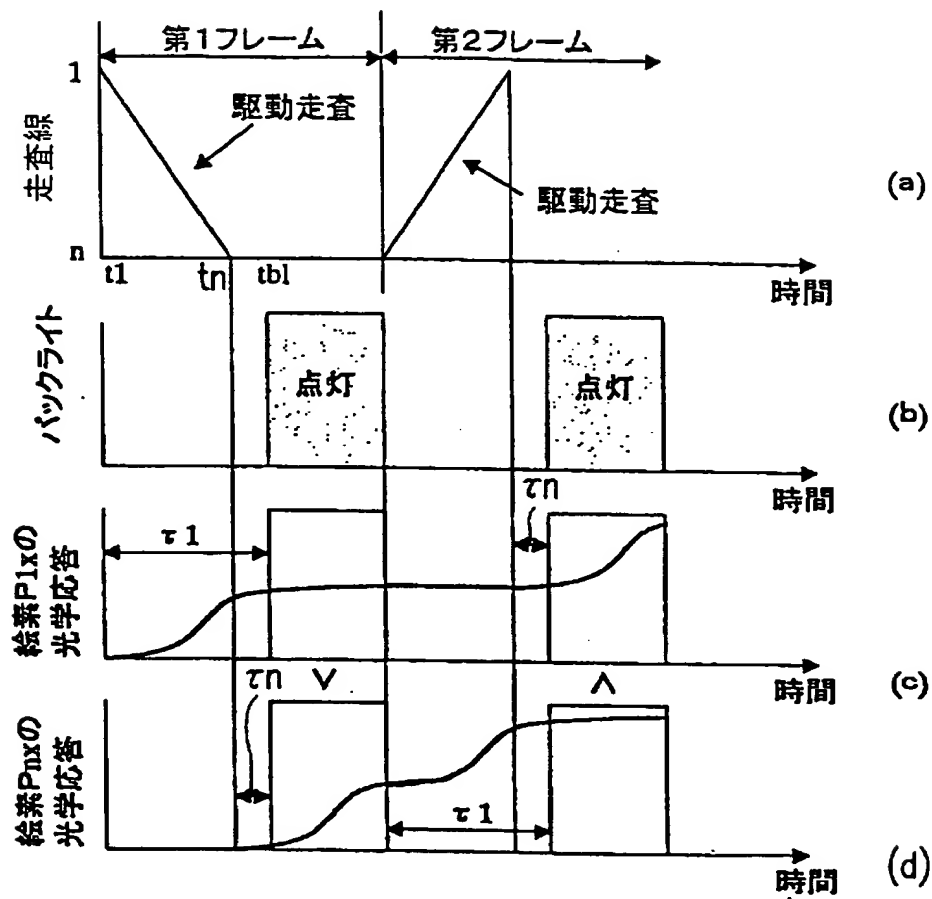 第1フレーム 第2フレーム
1
駆動走査
走査線
駆動走査
(a)
n
t1 tn tbl
時間
バックライト
点灯 点灯
(b)
時間
τn
τ1
絵素P1xの
光学応答
(c)
時間
τn
∨ ∧
絵素Pnxの
光学応答
τ1
(d)
時間